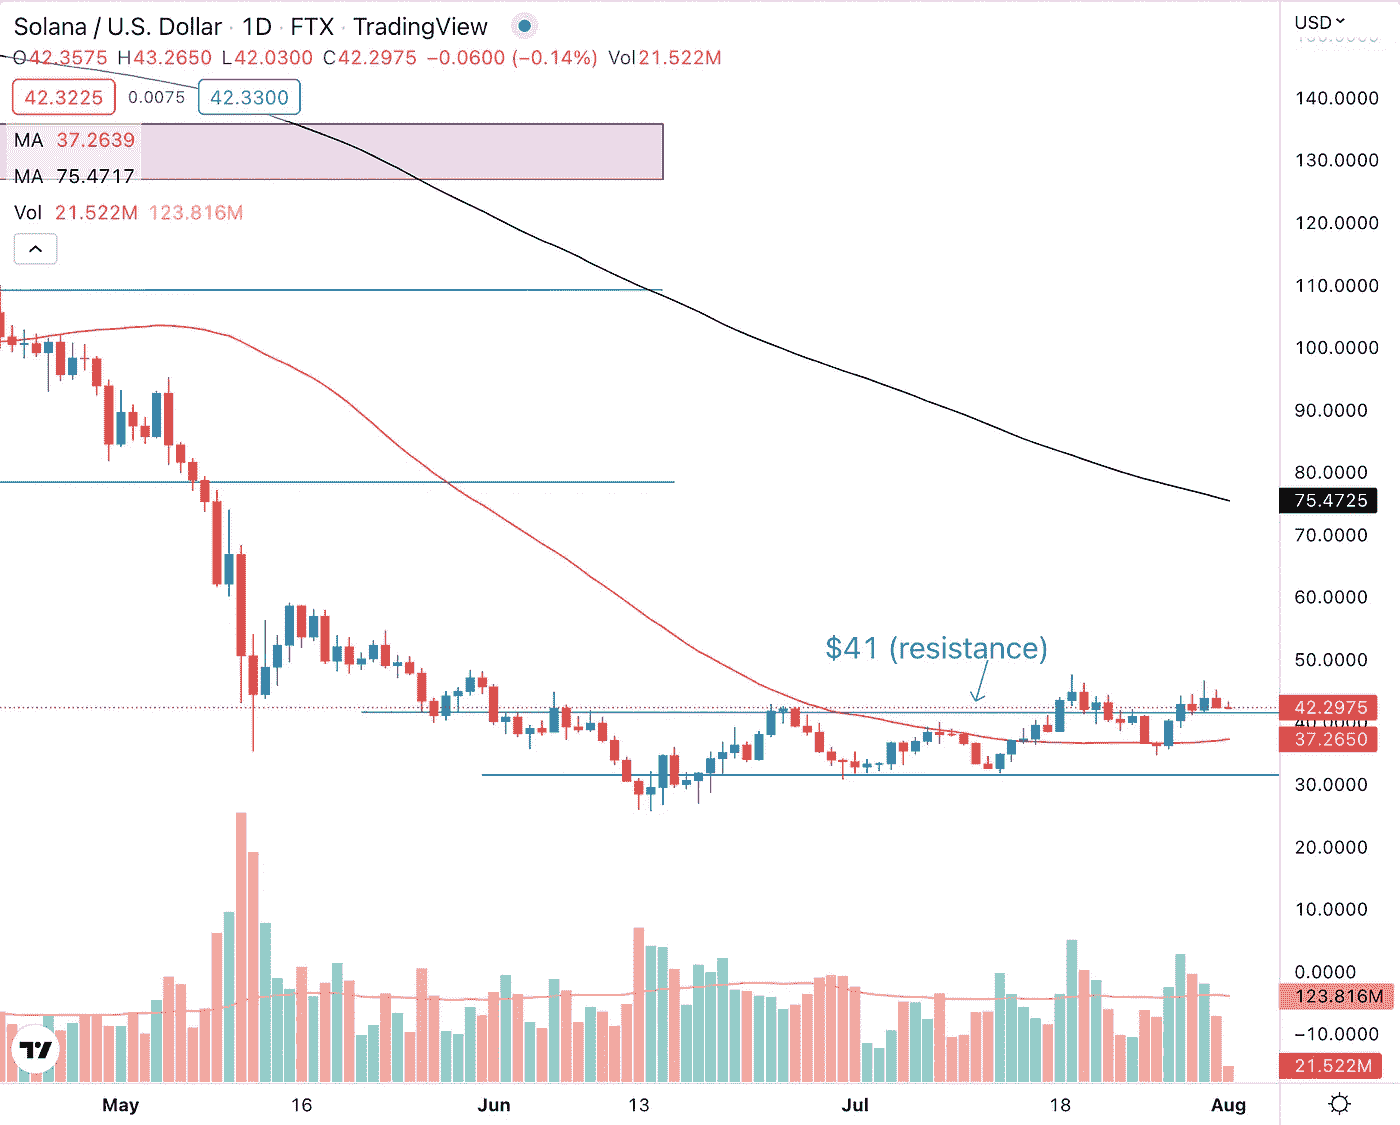 Solana / U.S. Dollar · 1D · FTX · TradingView
USD
O42.3575 H43.2650 L42.0300 C42.2975 −0.0600 (−0.14%) Vol21.522M
42.3225 0.0075 42.3300
MA 37.2639
MA 75.4717
Vol 21.522M 123.816M
140.0000
130.0000
120.0000
110.0000
100.0000
90.0000
80.0000
75.4725
70.0000
60.0000
$41 (resistance)
50.0000
42.2975
40.0000
37.2650
30.0000
20.0000
10.0000
0.0000
123.816M
−10.0000
21.522M
May 16 Jun 13 Jul 18 Aug